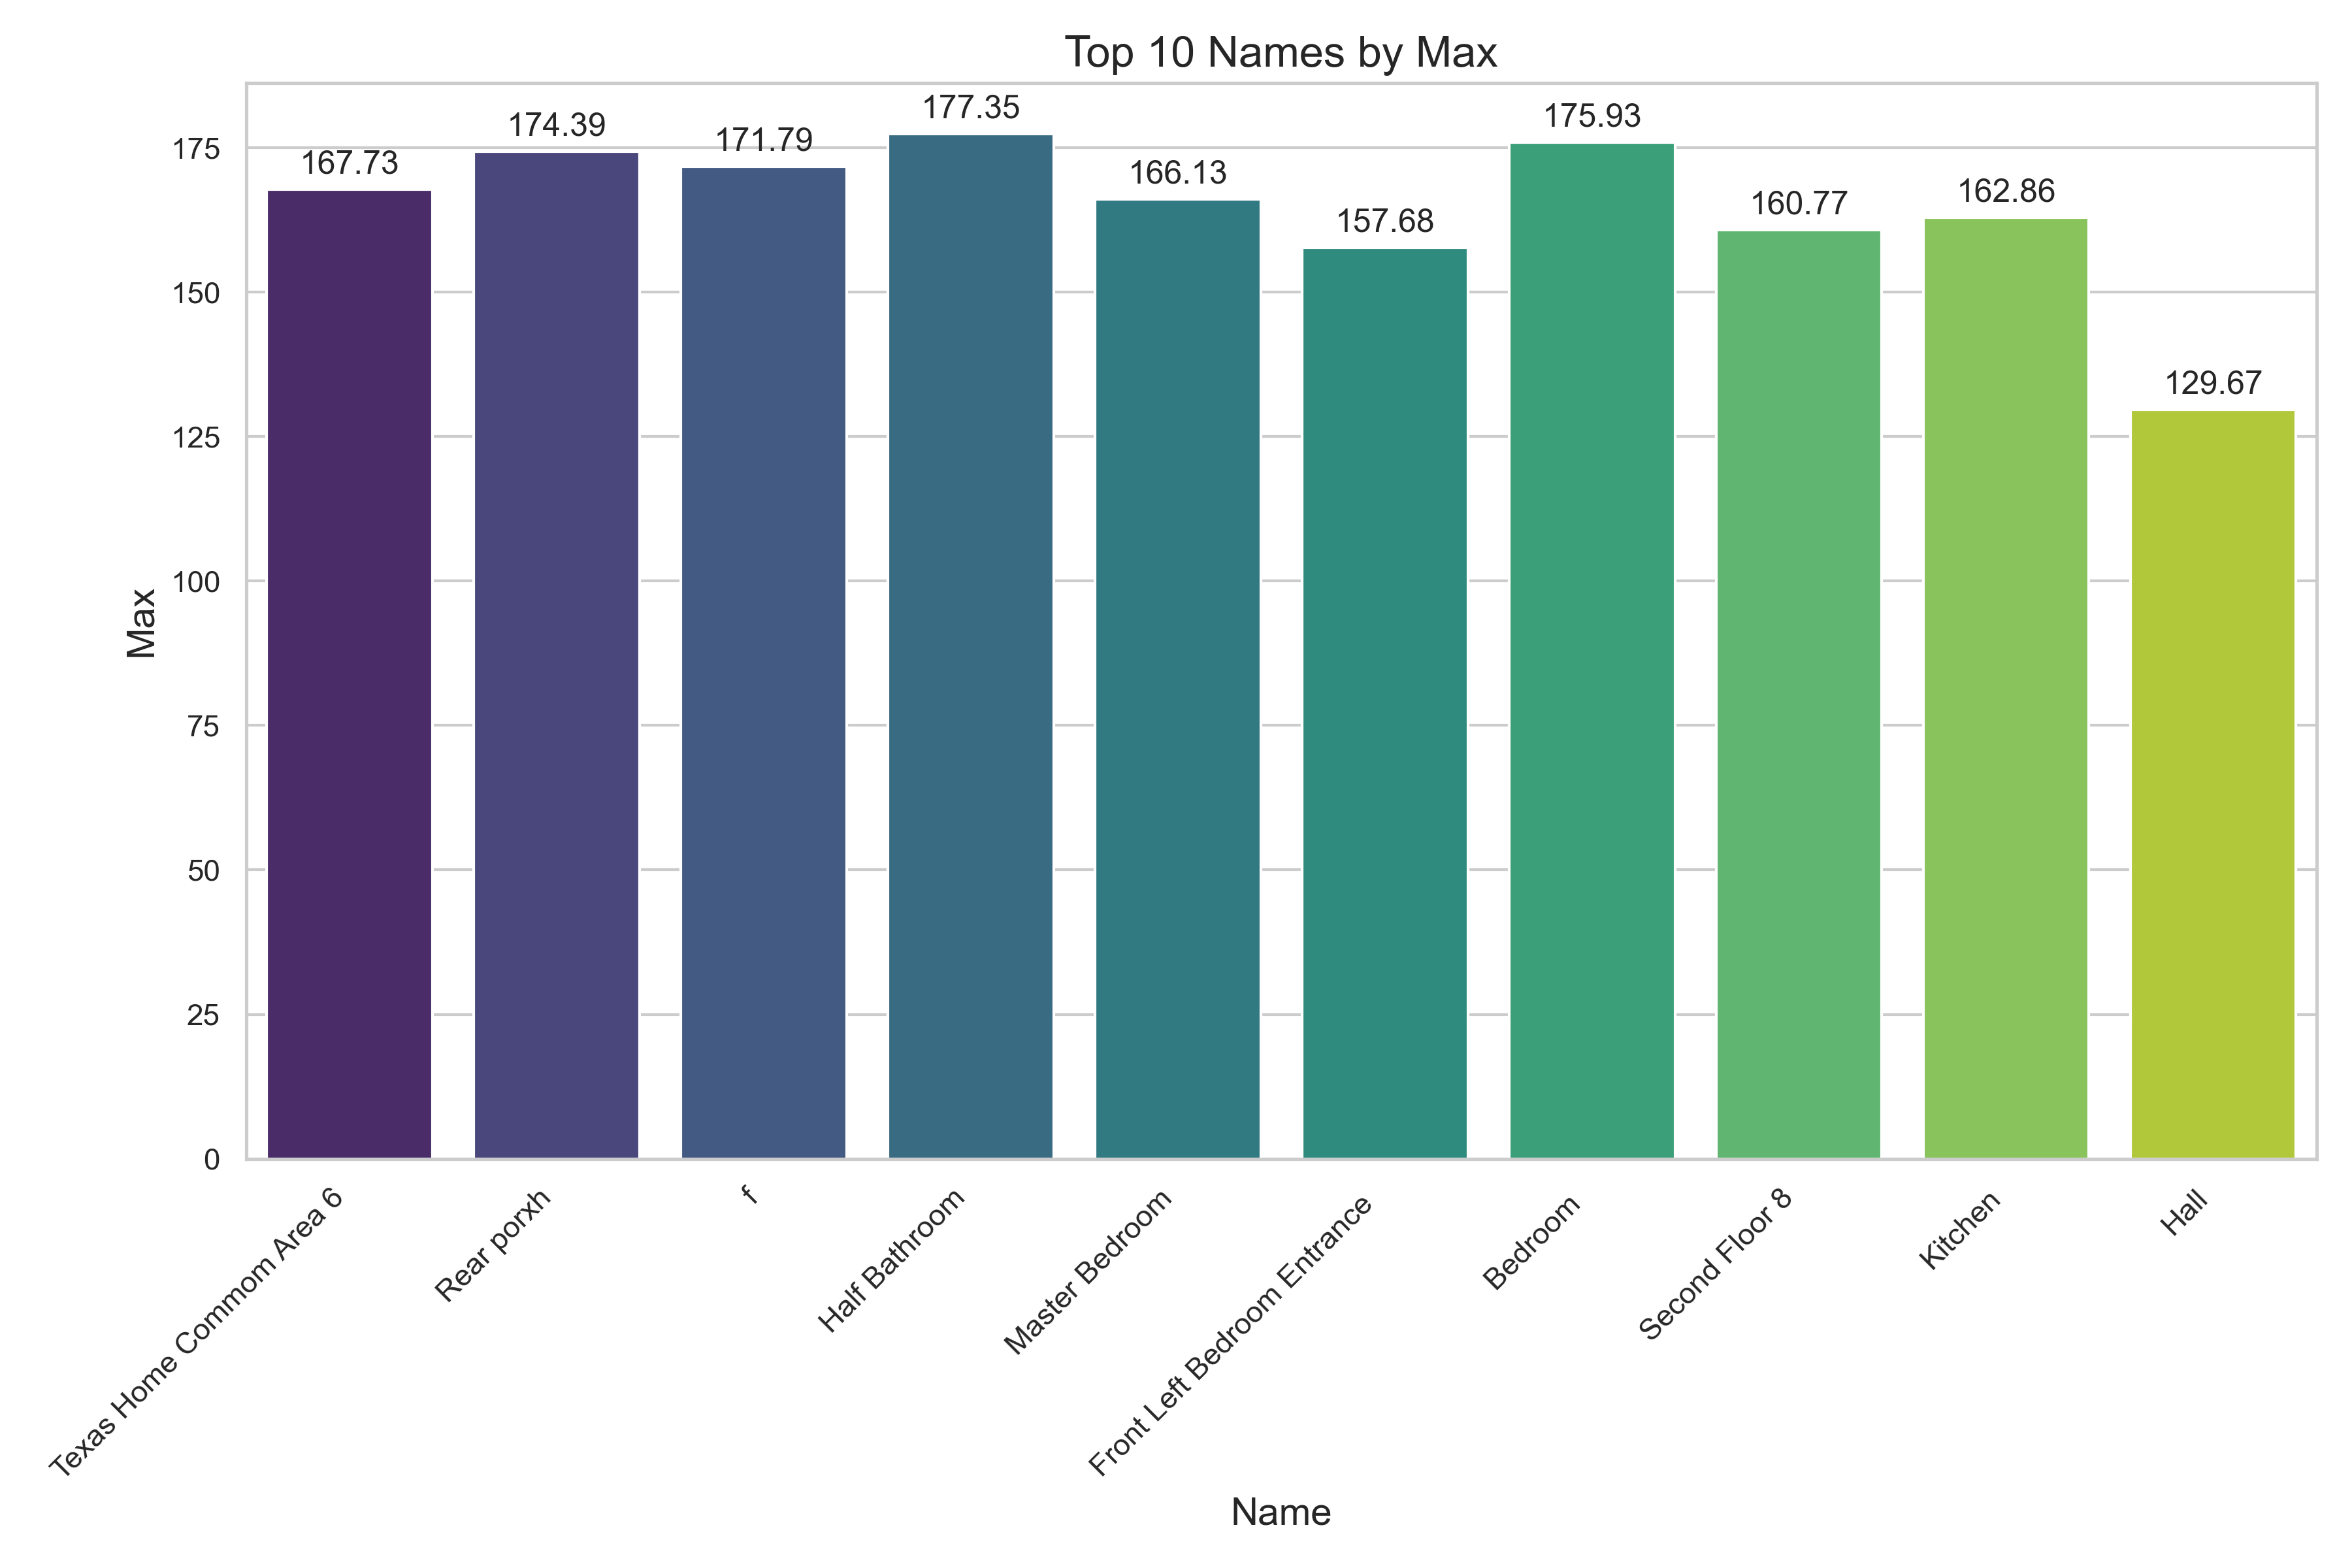 Top 10 Names by Max
177.35
175.93
174.39
171.79
167.73
166.13
162.86
160.77
157.68
129.67
175
150
125
100
75
50
25
0
Max
Texas Home Commom Area 6
Rear porxh
f
Half Bathroom
Master Bedroom
Front Left Bedroom Entrance
Bedroom
Second Floor 8
Kitchen
Hall
Name